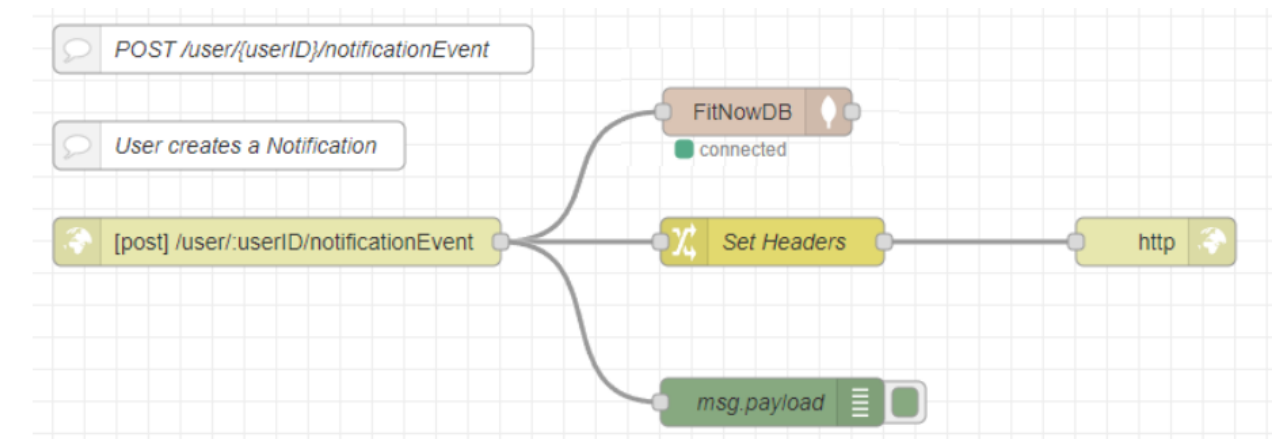 POST /user/{userID}/notificationEvent
FitNowDB
connected
User creates a Notification
[post] /user/:userID/notificationEvent
Set Headers
http
msg.payload